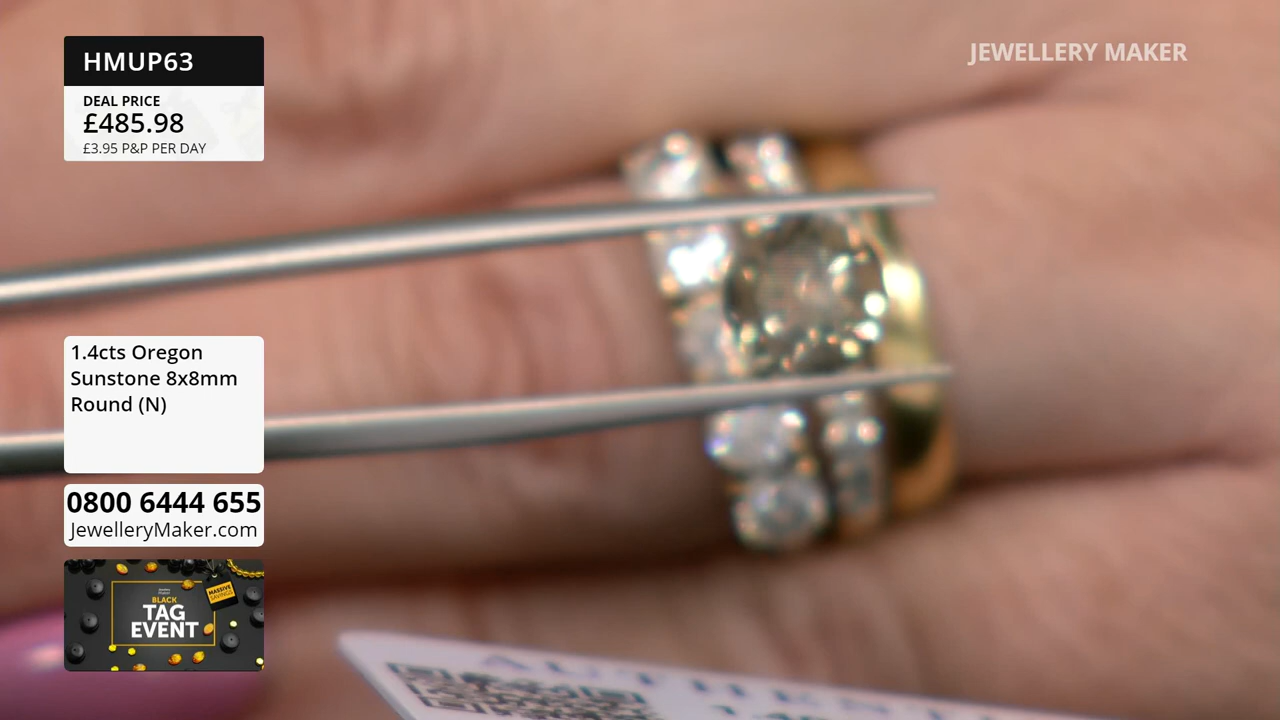 HMUP63
DEAL PRICE
£485.98
£3.95 P&P PER DAY
JEWELLERY MAKER
1.4cts Oregon
Sunstone 8x8mm
Round (N)
0800 6444 655
JewelleryMaker.com
BLACK
TAG
EVENT
MASSIVE
SAVINGS